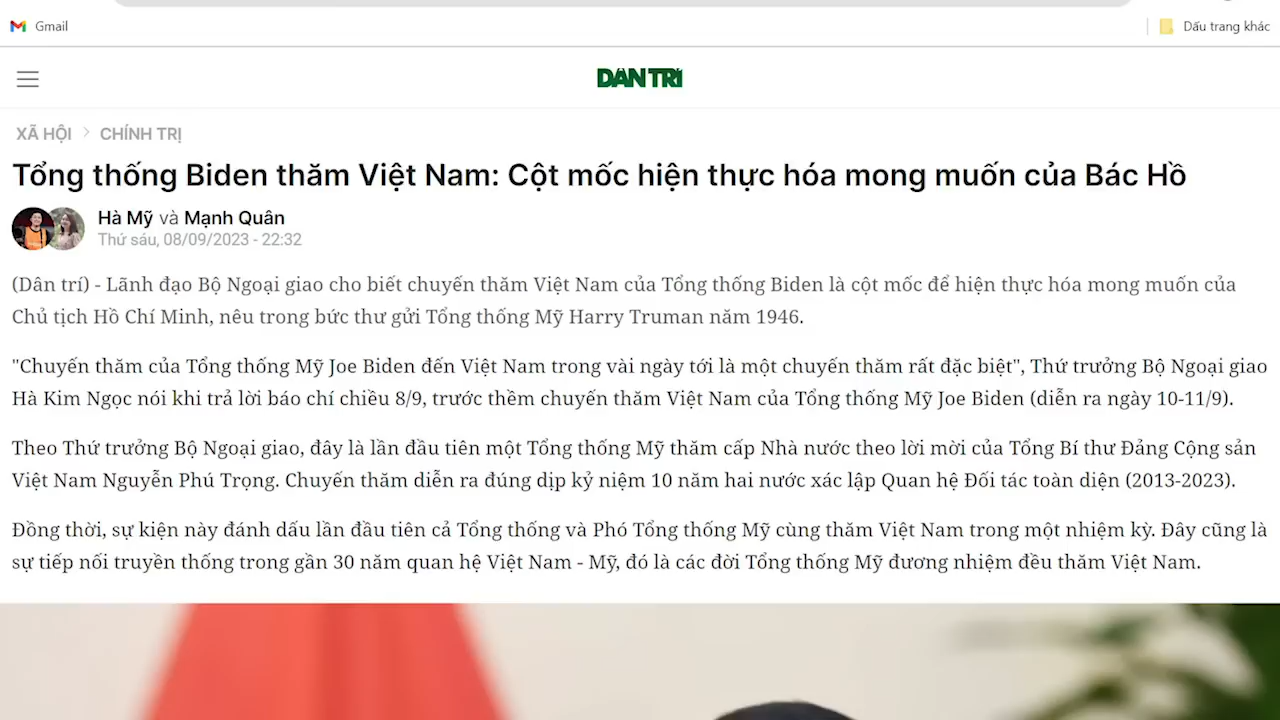 Gmail
Dấu trang khác
DÂN TRÍ
XÃ HỘI > CHÍNH TRỊ
Tổng thống Biden thăm Việt Nam: Cột mốc hiện thực hóa mong muốn của Bác Hồ
Hà Mỹ và Mạnh Quân
Thứ sáu, 08/09/2023 - 22:32
(Dân trí) - Lãnh đạo Bộ Ngoại giao cho biết chuyến thăm Việt Nam của Tổng thống Biden là cột mốc để hiện thực hóa mong muốn của
Chủ tịch Hồ Chí Minh, nêu trong bức thư gửi Tổng thống Mỹ Harry Truman năm 1946.
"Chuyến thăm của Tổng thống Mỹ Joe Biden đến Việt Nam trong vài ngày tới là một chuyến thăm rất đặc biệt", Thứ trưởng Bộ Ngoại giao
Hà Kim Ngọc nói khi trả lời báo chí chiều 8/9, trước thềm chuyến thăm Việt Nam của Tổng thống Mỹ Joe Biden (diễn ra ngày 10-11/9).
Theo Thứ trưởng Bộ Ngoại giao, đây là lần đầu tiên một Tổng thống Mỹ thăm cấp Nhà nước theo lời mời của Tổng Bí thư Đảng Cộng sản
Việt Nam Nguyễn Phú Trọng. Chuyến thăm diễn ra đúng dịp kỷ niệm 10 năm hai nước xác lập Quan hệ Đối tác toàn diện (2013-2023).
Đồng thời, sự kiện này đánh dấu lần đầu tiên cả Tổng thống và Phó Tổng thống Mỹ cùng thăm Việt Nam trong một nhiệm kỳ. Đây cũng là
sự tiếp nối truyền thống trong gần 30 năm quan hệ Việt Nam - Mỹ, đó là các đời Tổng thống Mỹ đương nhiệm đều thăm Việt Nam.